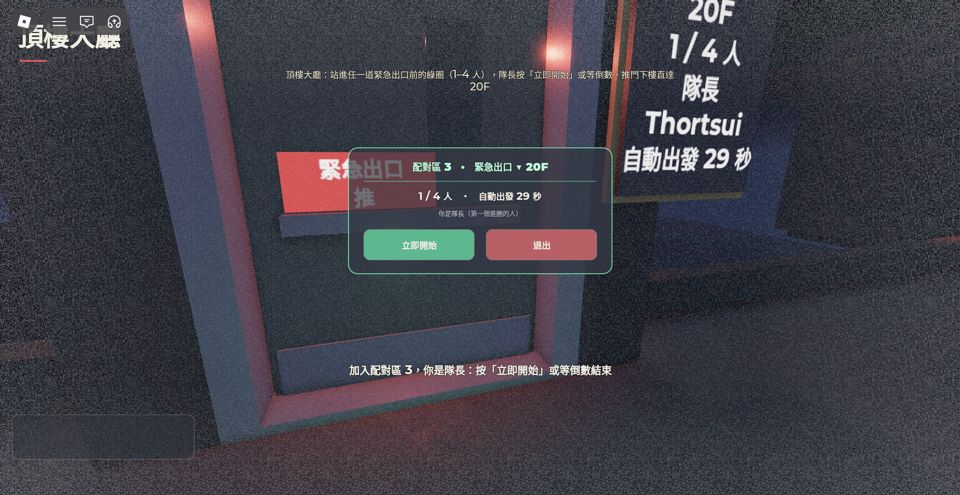 頂樓大廳
頂樓大廳：站進任一道緊急出口前的綠圈（1–4 人），隊長按「立即開始」或等倒數，推門下樓直達
20F
20F
1 / 4 人
隊長
Thortsui
自動出發 29 秒
緊急出口
推
配對區 3 • 緊急出口 ▼ 20F
1 / 4 人 • 自動出發 29 秒
你是隊長（第一個進圈的人）
立即開始
退出
加入配對區 3，你是隊長：按「立即開始」或等倒數結束